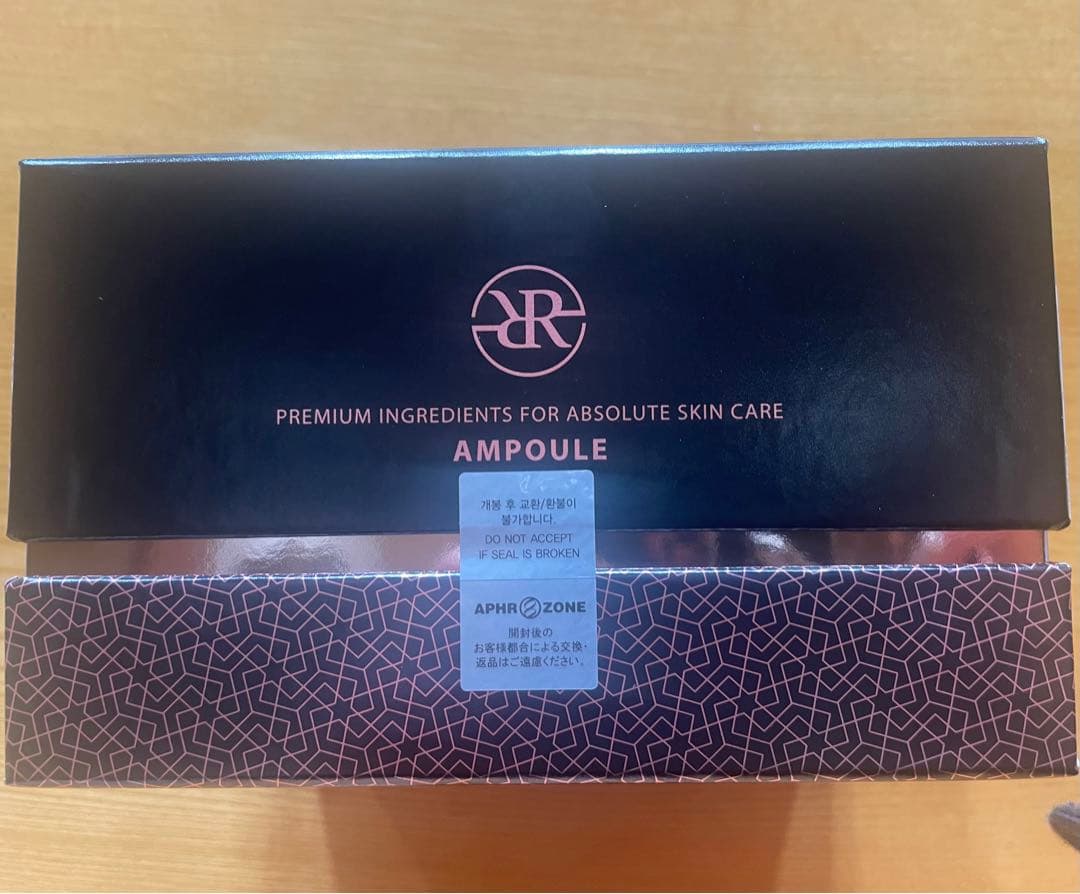 RR
PREMIUM INGREDIENTS FOR ABSOLUTE SKIN CARE
AMPOULE
개봉 후 교환/환불이
불가합니다.
DO NOT ACCEPT
IF SEAL IS BROKEN
APHROZONE
開封後の
お客様都合による交換・
返品はご遠慮ください。